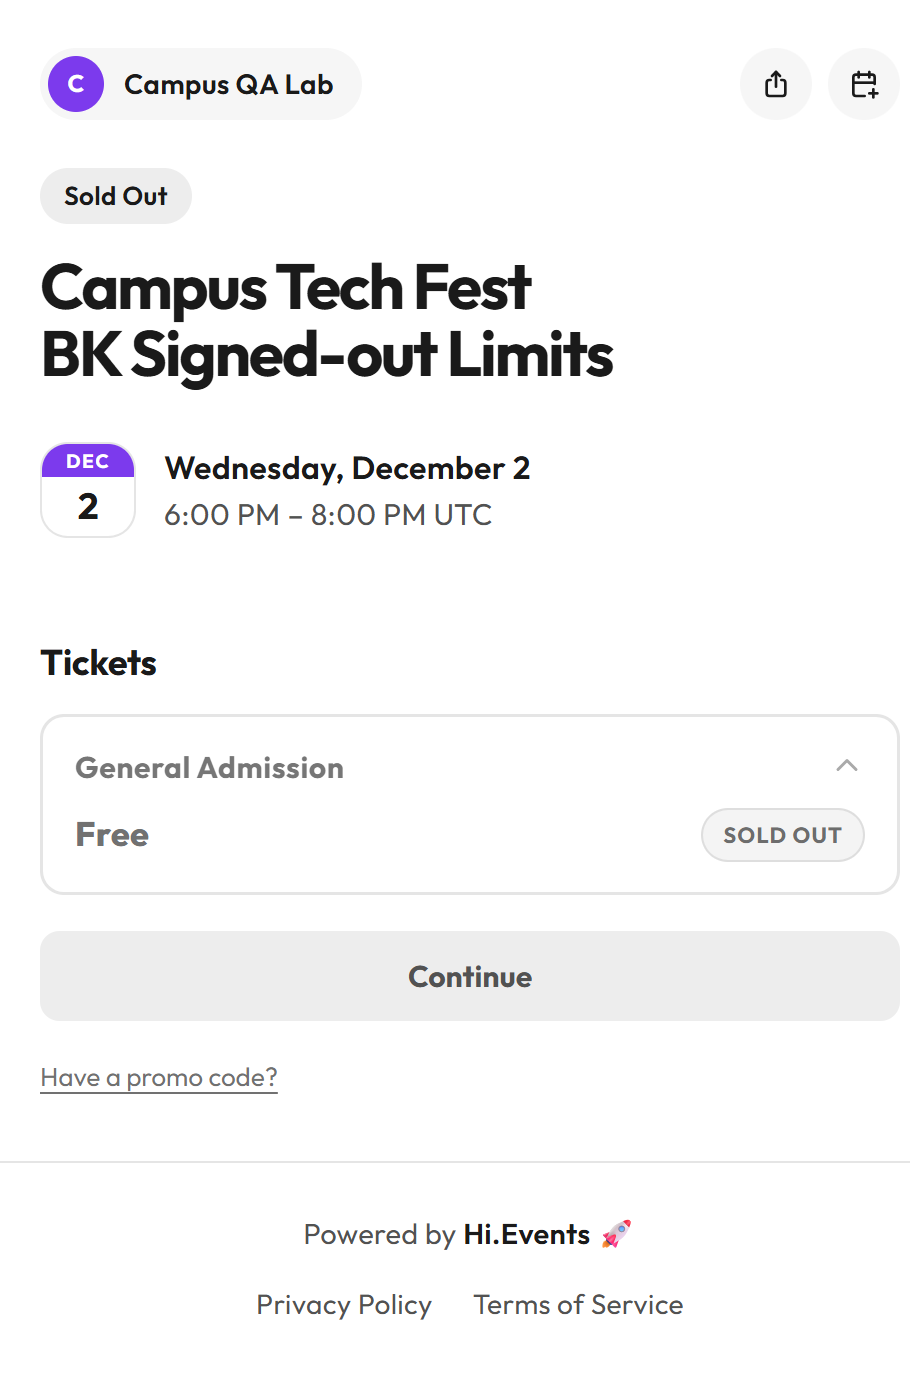 C Campus QA Lab
Sold Out
Campus Tech Fest
BK Signed-out Limits
DEC
2
Wednesday, December 2
6:00 PM – 8:00 PM UTC
Tickets
General Admission
Free
SOLD OUT
Continue
Have a promo code?
Powered by Hi.Events 🚀
Privacy Policy Terms of Service